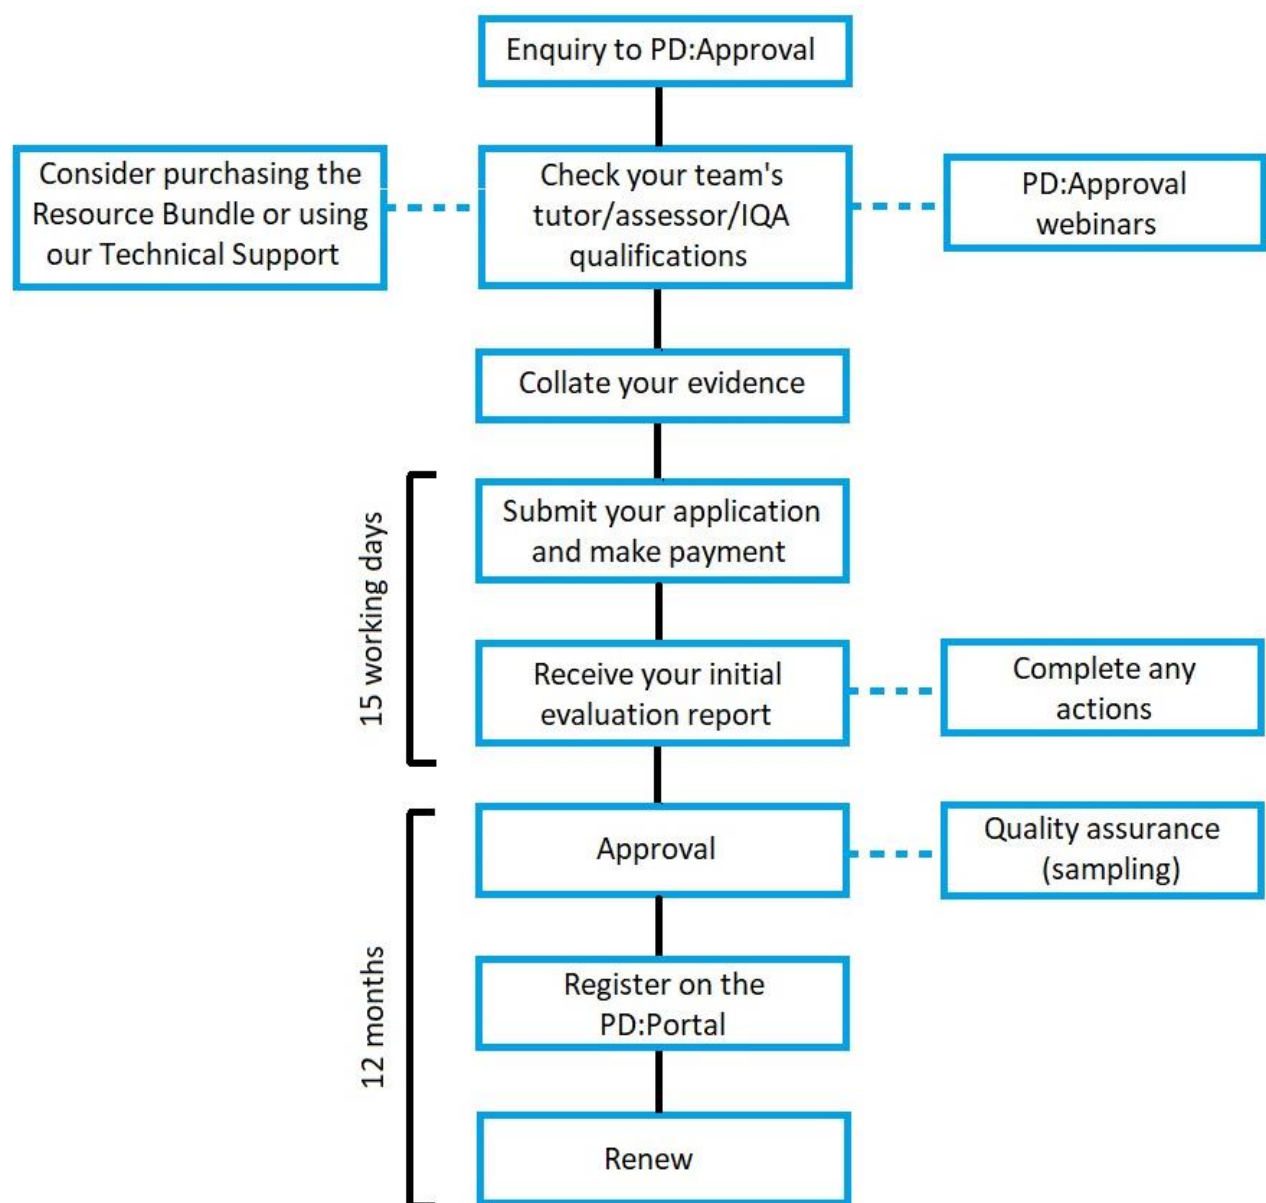 Enquiry to PD:Approval
Consider purchasing the
Resource Bundle or using
our Technical Support
Check your team's
tutor/assessor/IQA
qualifications
PD:Approval
webinars
Collate your evidence
15 working days
Submit your application
and make payment
Receive your initial
evaluation report
Complete any
actions
12 months
Approval
Quality assurance
(sampling)
Register on the
PD:Portal
Renew